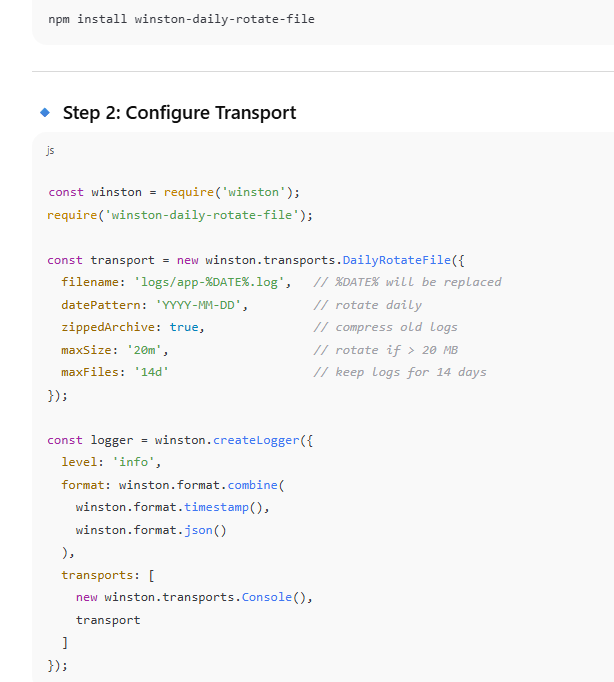 npm install winston-daily-rotate-file
Step 2: Configure Transport
js
const winston = require('winston');
require('winston-daily-rotate-file');
const transport = new winston.transports.DailyRotateFile({
  filename: 'logs/app-%DATE%.log',   // %DATE% will be replaced
  datePattern: 'YYYY-MM-DD',         // rotate daily
  zippedArchive: true,               // compress old logs
  maxSize: '20m',                    // rotate if > 20 MB
  maxFiles: '14d'                    // keep logs for 14 days
});
const logger = winston.createLogger({
  level: 'info',
  format: winston.format.combine(
    winston.format.timestamp(),
    winston.format.json()
  ),
  transports: [
    new winston.transports.Console(),
    transport
  ]
});